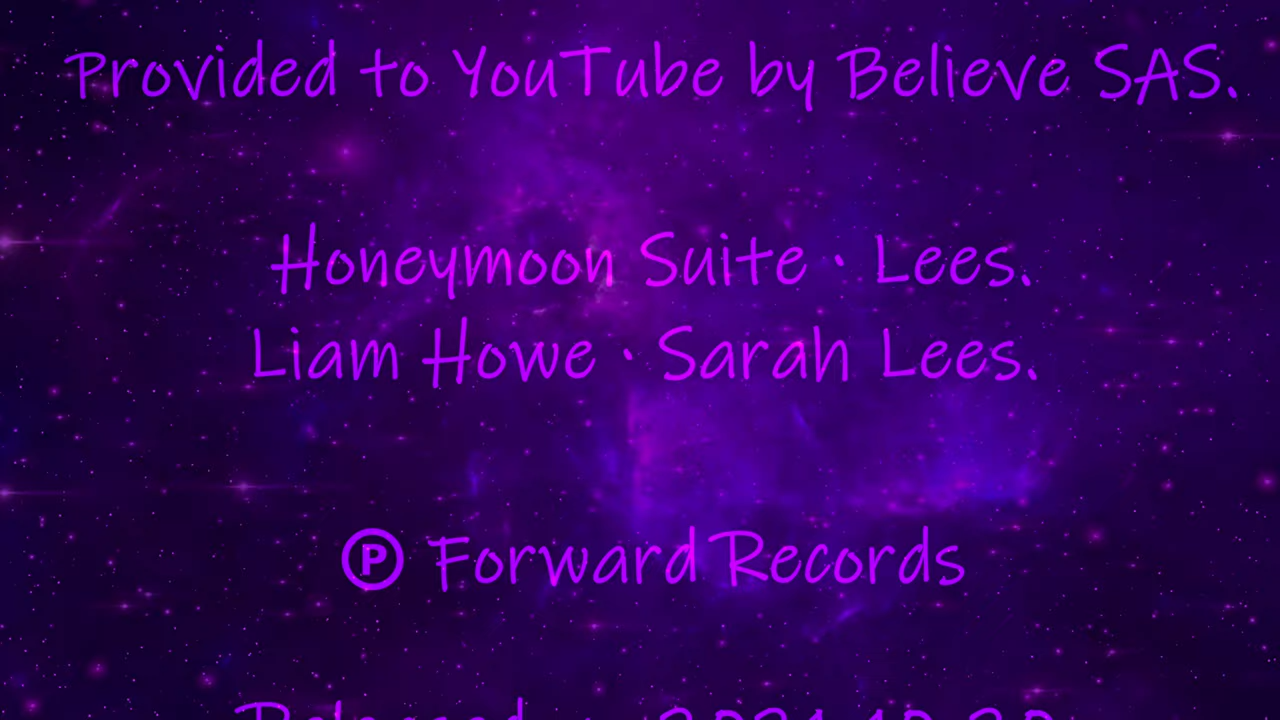 Provided to YouTube by Believe SAS.
Honeymoon Suite · Lees.
Liam Howe · Sarah Lees.
℗ Forward Records